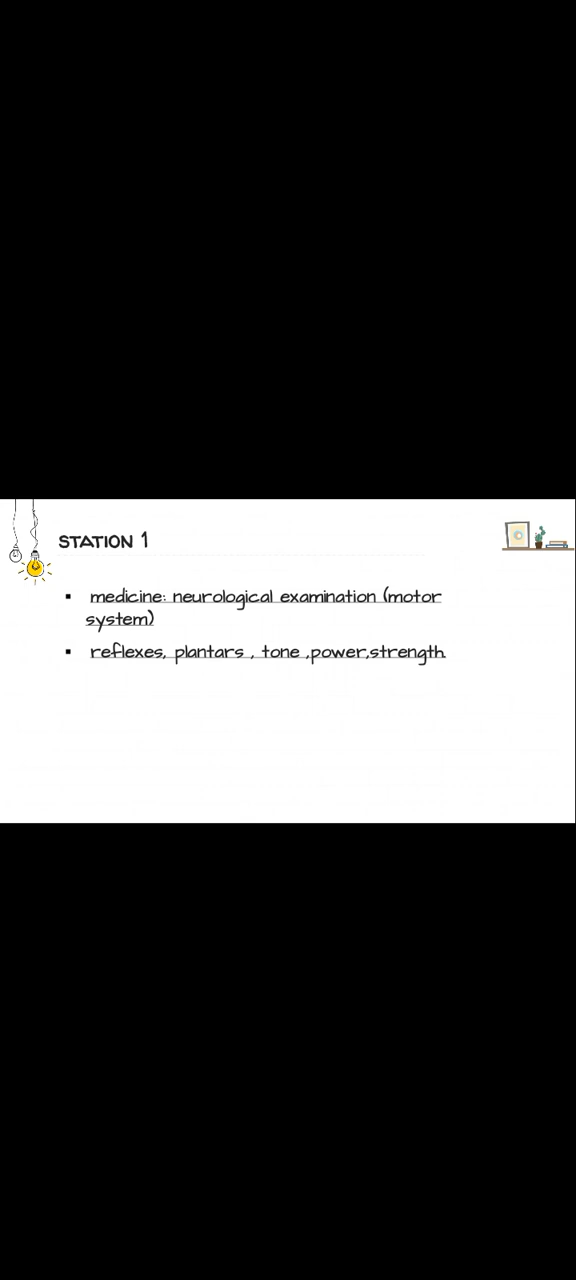 STATION 1
▪ medicine: neurological examination (motor
system)
▪ reflexes, plantars , tone ,power,strength.